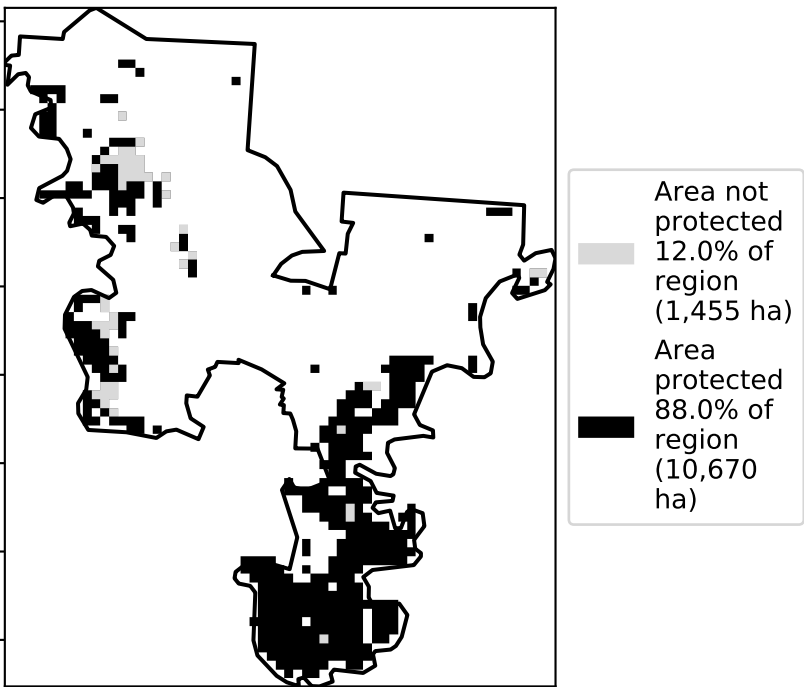 Area not
protected
12.0% of
region
(1,455 ha)
Area
protected
88.0% of
region
(10,670
ha)